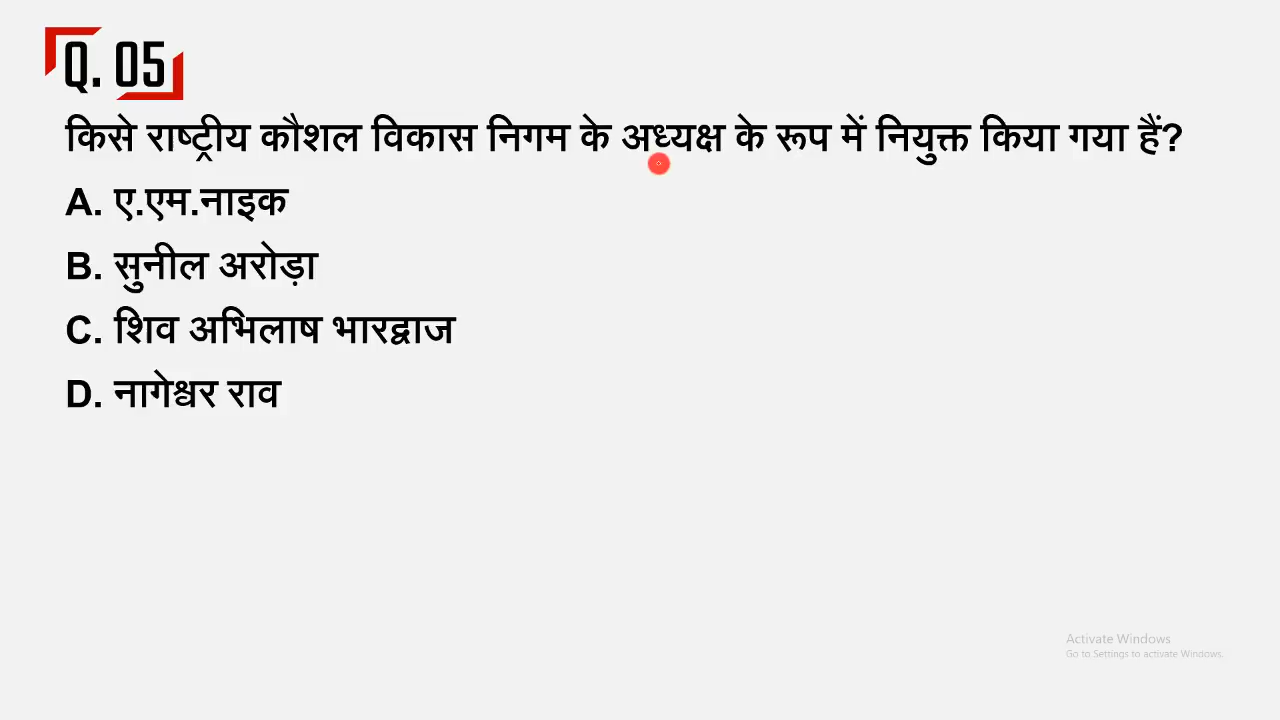 Q. 05
किसे राष्ट्रीय कौशल विकास निगम के अध्यक्ष के रूप में नियुक्त किया गया हैं?
A. ए.एम.नाइक
B. सुनील अरोड़ा
C. शिव अभिलाष भारद्वाज
D. नागेश्वर राव
Activate Windows
Go to Settings to activate Windows.